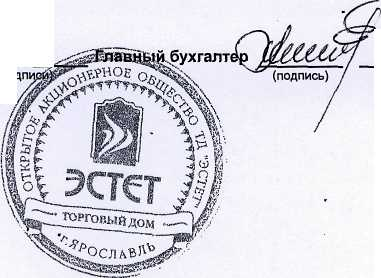 Главный бухгалтер
дписи) (подпись)
ОТКРЫТОЕ АКЦИОНЕРНОЕ ОБЩЕСТВО ТД "ЭСТЕТ"
ЭСТЕТ
ТОРГОВЫЙ ДОМ
•г.ЯРОСЛАВЛЬ